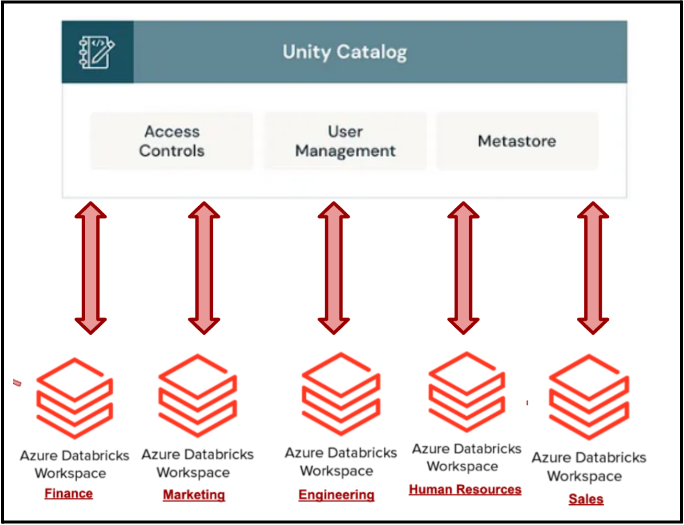 Unity Catalog
Access
Controls
User
Management
Metastore
Azure Databricks
Workspace
Finance
Azure Databricks
Workspace
Marketing
Azure Databricks
Workspace
Engineering
Azure Databricks
Workspace
Human Resources
Azure Databricks
Workspace
Sales